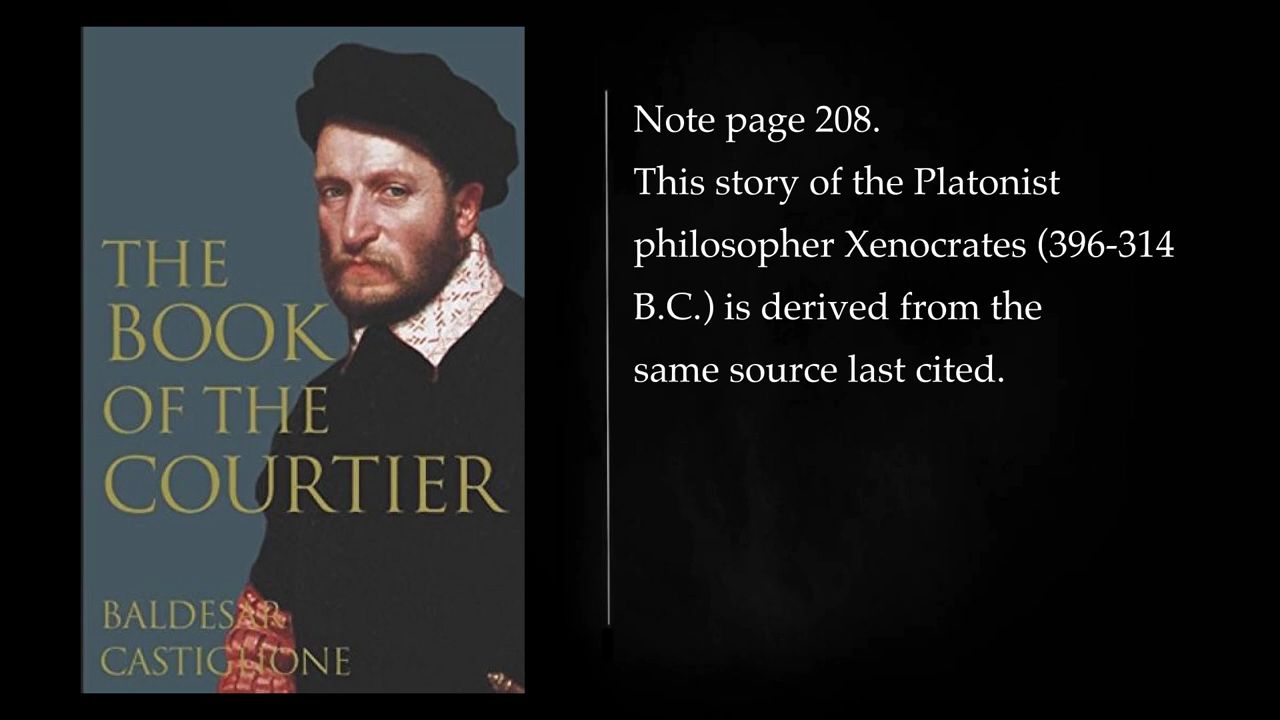 THE
BOOK
OF THE
COURTIER
BALDESAR
CASTIGLIONE
Note page 208.
This story of the Platonist
philosopher Xenocrates (396-314
B.C.) is derived from the
same source last cited.